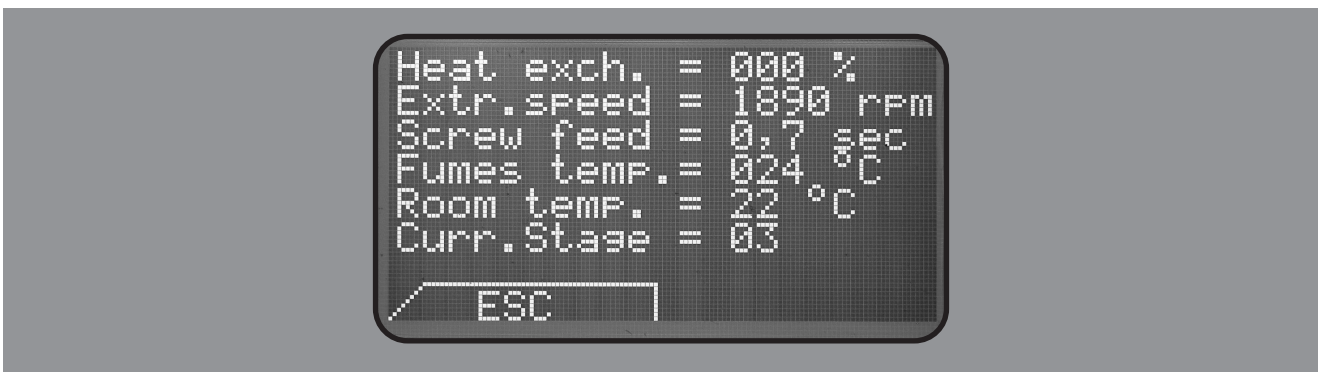 Heat exch. = 000 %
Extr.speed = 1890 rpm
Screw feed = 0,7 sec
Fumes temp.= 024 °C
Room temp. = 22 °C
Curr.Stage = 03
ESC